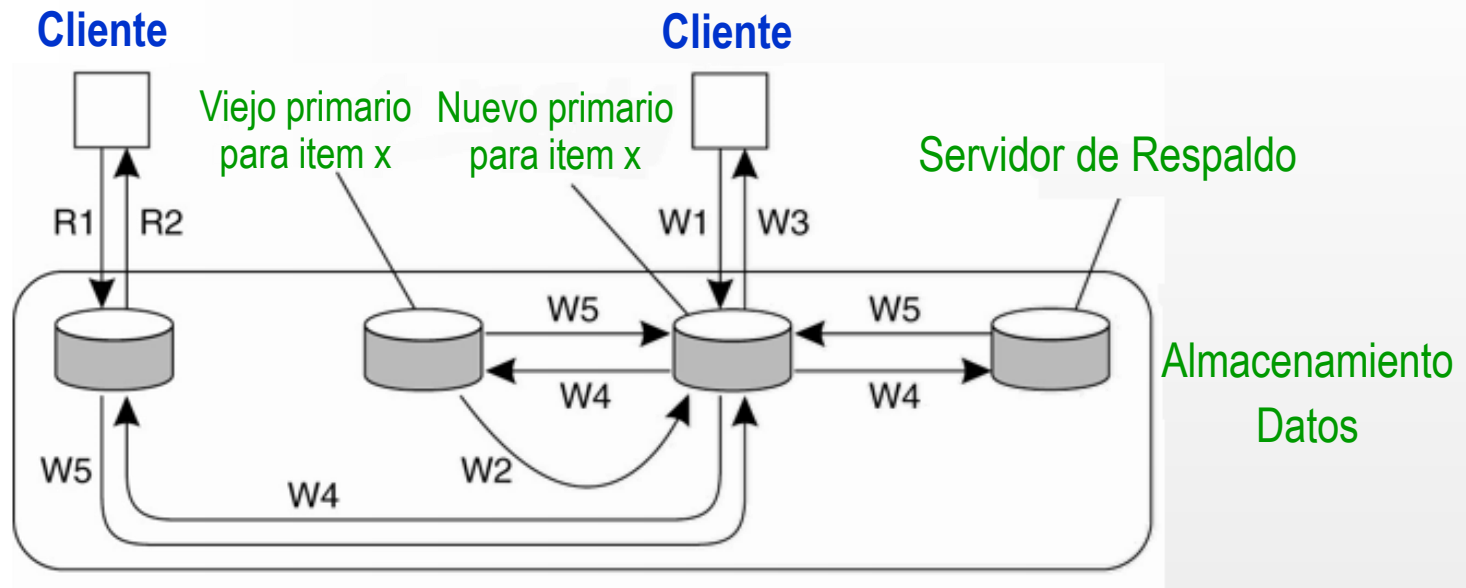 Cliente
Cliente
Viejo primario
para item x
Nuevo primario
para item x
Servidor de Respaldo
R1
R2
W1
W3
W5
W5
W4
W4
Almacenamiento
Datos
W5
W2
W4